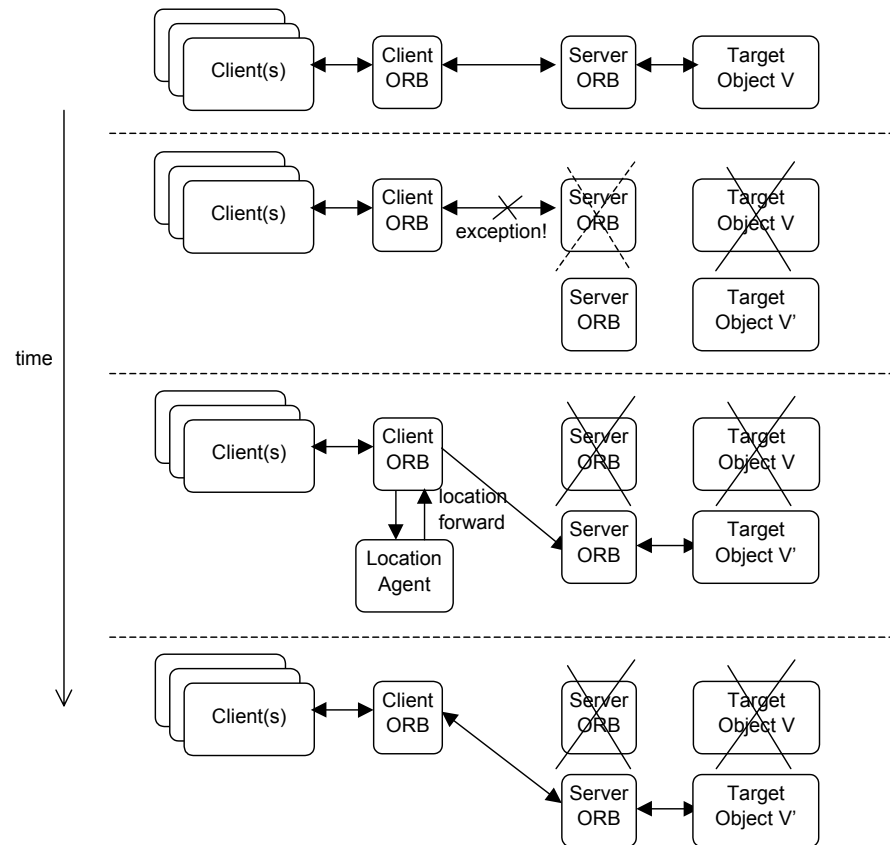 Client(s)
Client
ORB
Server
ORB
Target
Object V
Client(s)
Client
ORB
exception!
Server
ORB
Target
Object V
Server
ORB
Target
Object V’
time
Client(s)
Client
ORB
Server
ORB
Target
Object V
location
forward
Location
Agent
Server
ORB
Target
Object V’
Client(s)
Client
ORB
Server
ORB
Target
Object V
Server
ORB
Target
Object V’